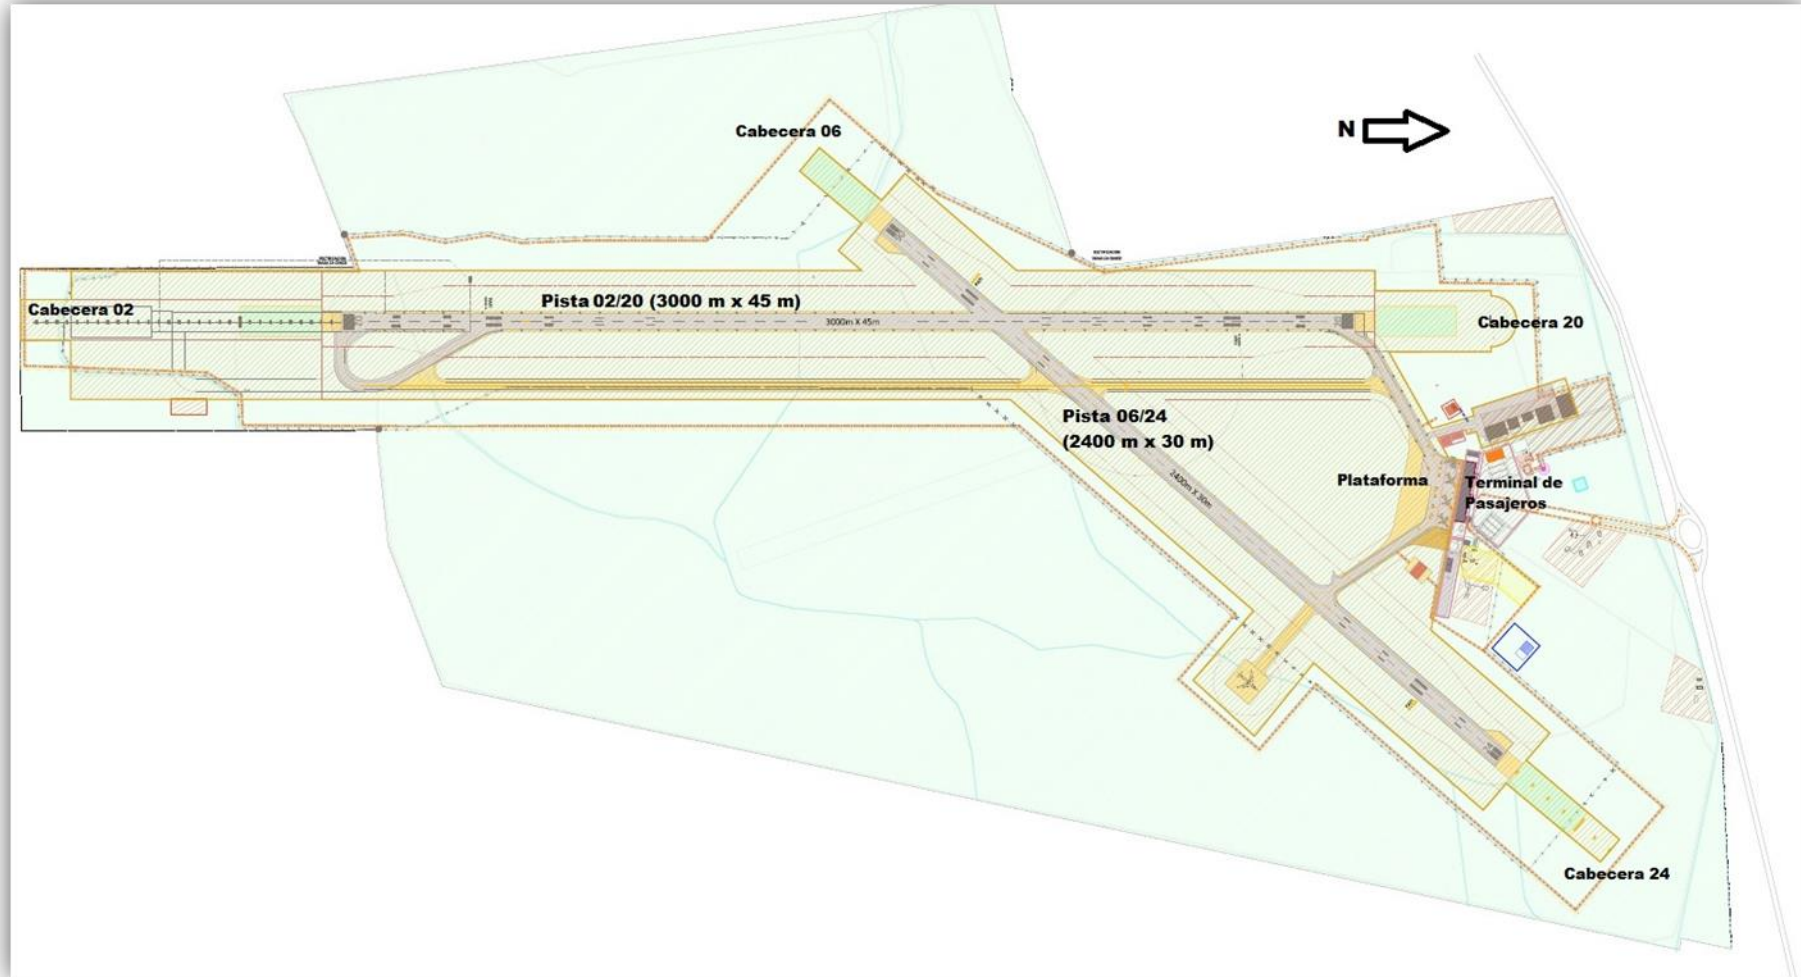 Cabecera 06
N
Cabecera 02
Pista 02/20 (3000 m x 45 m)
3000m X 45m
Cabecera 20
Pista 06/24
(2400 m x 30 m)
2400m X 30m
Plataforma
Terminal de
Pasajeros
Cabecera 24